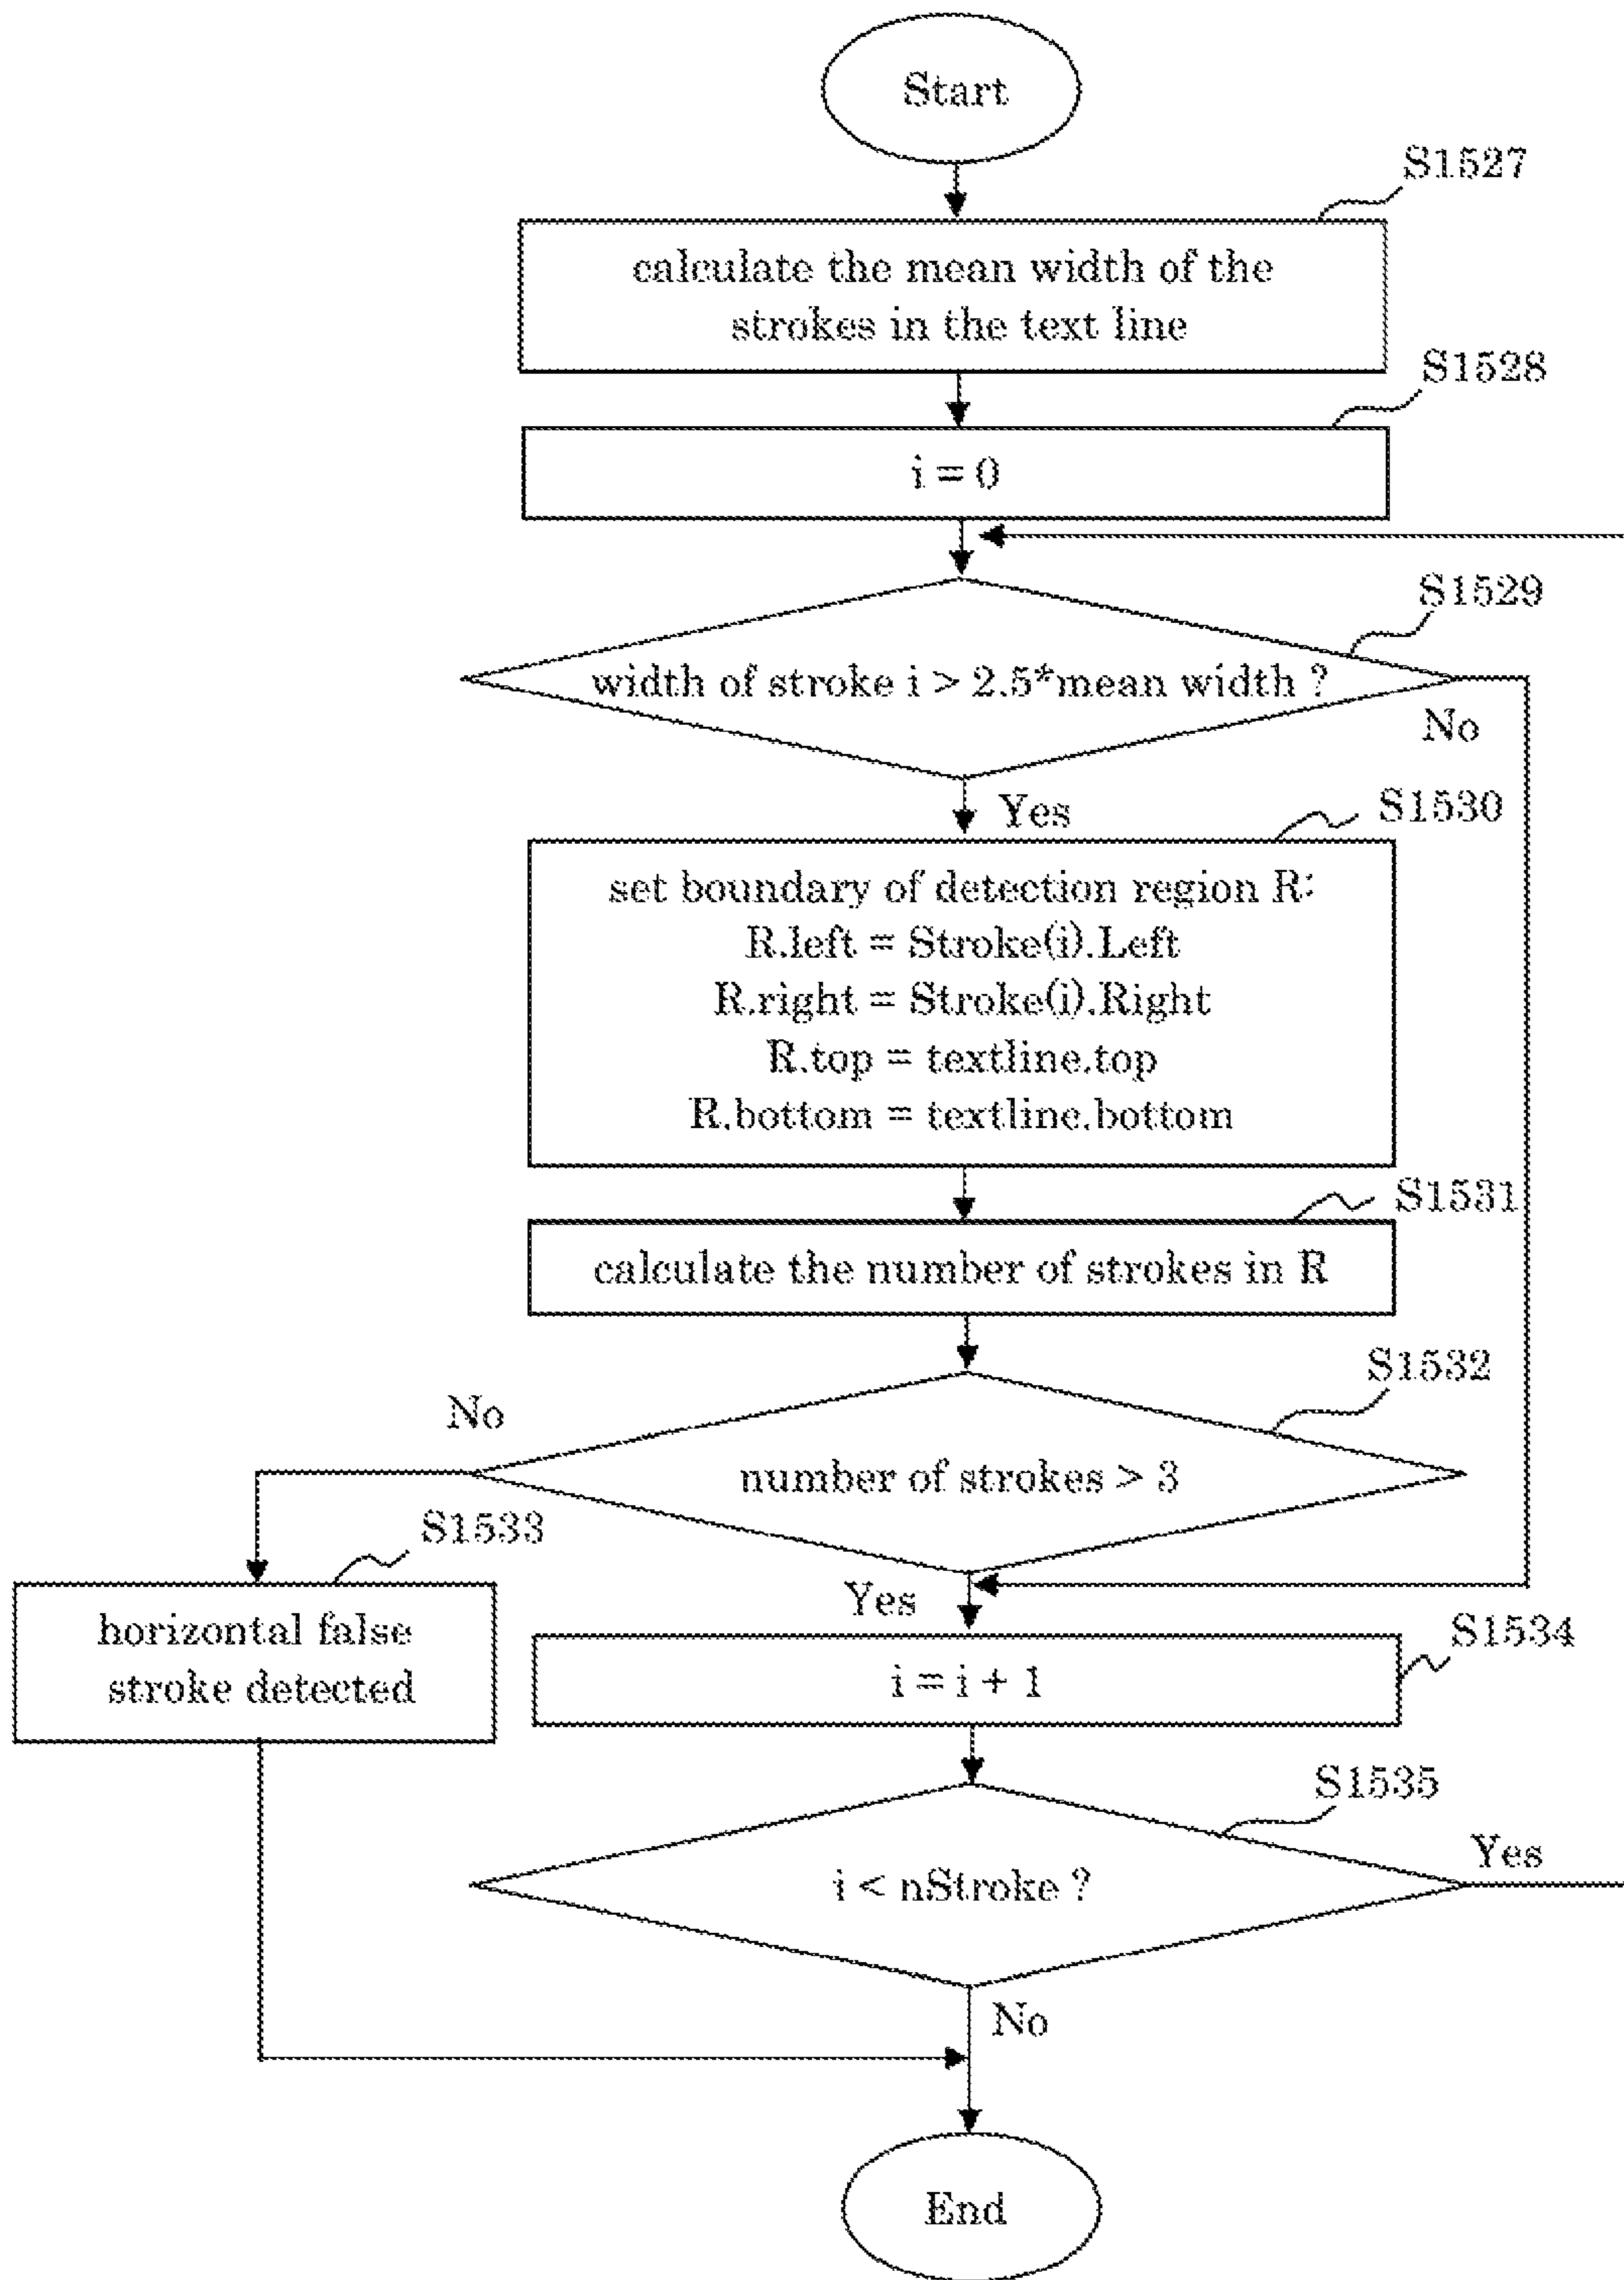 Start
S1527
calculate the mean width of the
strokes in the text line
S1528
i = 0
S1529
width of stroke i > 2.5*mean width ?
No
Yes
S1530
set boundary of detection region R:
R.left = Stroke(i).Left
R.right = Stroke(i).Right
R.top = textline.top
R.bottom = textline.bottom
S1531
calculate the number of strokes in R
S1532
No
number of strokes > 3
S1533
Yes
horizontal false
stroke detected
S1534
i = i + 1
S1535
Yes
i < nStroke ?
No
End